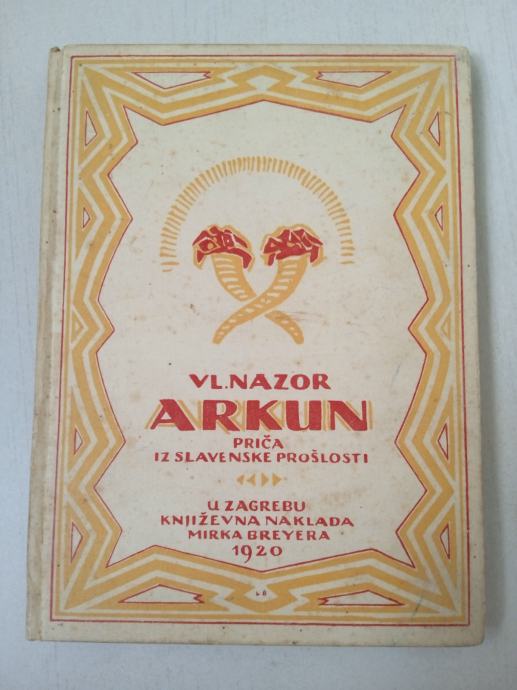 VL. NAZOR
ARKUN
PRIČA
IZ SLAVENSKE PROŠLOSTI
U ZAGREBU
KNJIŽEVNA NAKLADA
MIRKA BREYERA
1920